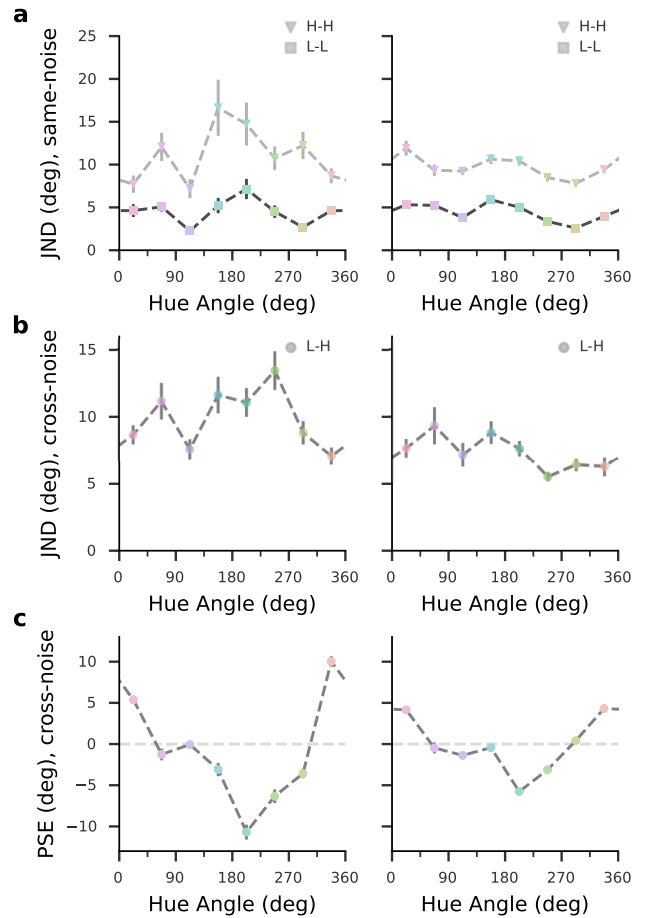 a
H-H
L-L
H-H
L-L
JND (deg), same-noise
25
20
15
10
5
0
0 90 180 270 360
0 90 180 270 360
Hue Angle (deg)
Hue Angle (deg)
b
L-H
L-H
JND (deg), cross-noise
15
10
5
0
0 90 180 270 360
0 90 180 270 360
Hue Angle (deg)
Hue Angle (deg)
c
PSE (deg), cross-noise
10
5
0
−5
−10
0 90 180 270 360
0 90 180 270 360
Hue Angle (deg)
Hue Angle (deg)